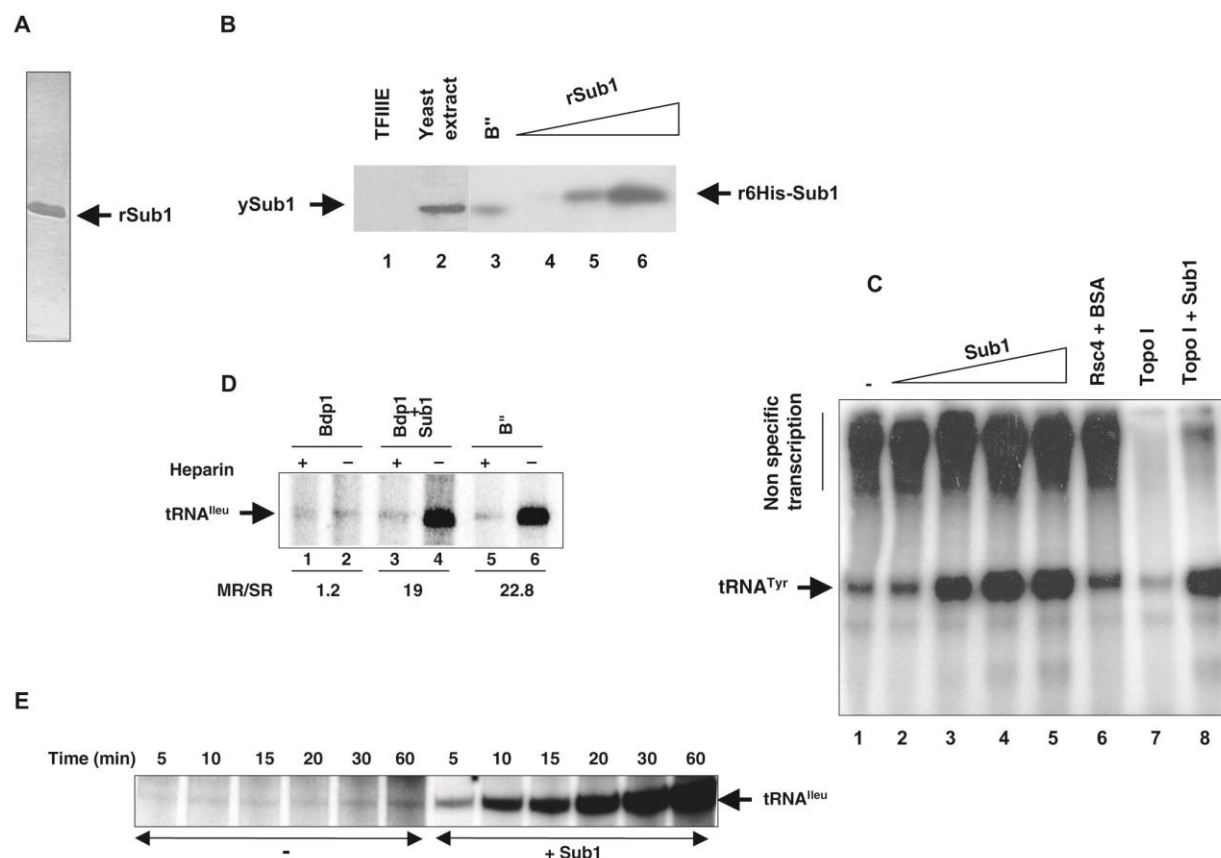 A
rSub1
B
TFIIIE
Yeast
extract
B"
rSub1
ySub1
r6His-Sub1
1 2 3 4 5 6
C
- Sub1
Rsc4 + BSA
Topo I
Topo I + Sub1
Non specific
transcription
tRNATyr
1 2 3 4 5 6 7 8
D
Bdp1
Bdp1
+
Sub1
B"
Heparin + – + – + –
tRNAIleu
1 2 3 4 5 6
MR/SR 1.2 19 22.8
E
Time (min) 5 10 15 20 30 60 5 10 15 20 30 60
tRNAIleu
- + Sub1